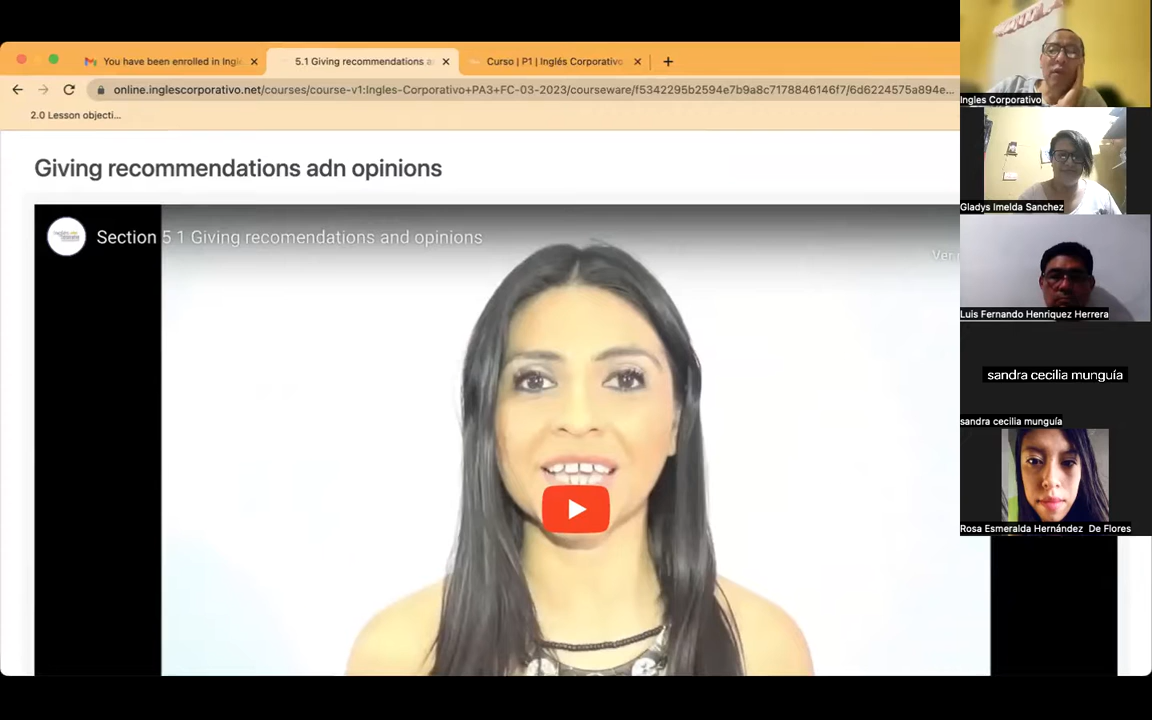 You have been enrolled in Inglé
5.1 Giving recommendations a
Curso | P1 | Inglés Corporativo
online.inglescorporativo.net/courses/course-v1:Ingles-Corporativo+PA3+FC-03-2023/courseware/f5342295b2594e7b9a8c7178846146f7/6d6224575a894e...
2.0 Lesson objecti...
Giving recommendations adn opinions
Section 5 1 Giving recomendations and opinions
Ver
Ingles Corporativo
Gladys Imelda Sanchez
Luis Fernando Henriquez Herrera
sandra cecilia munguía
sandra cecilia munguía
Rosa Esmeralda Hernández De Flores